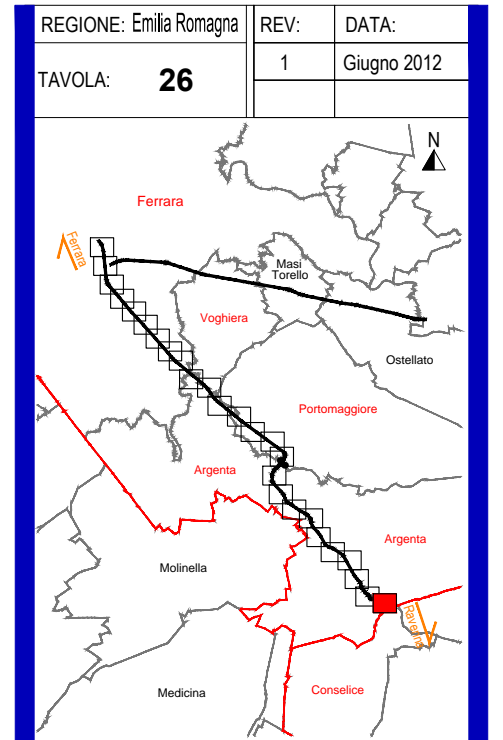 REGIONE: Emilia Romagna
REV:
DATA:
TAVOLA: 26
1
Giugno 2012
N
Ferrara
Ferrara
Masi
Torello
Voghiera
Ostellato
Portomaggiore
Argenta
Argenta
Molinella
Ravenna
Medicina
Conselice